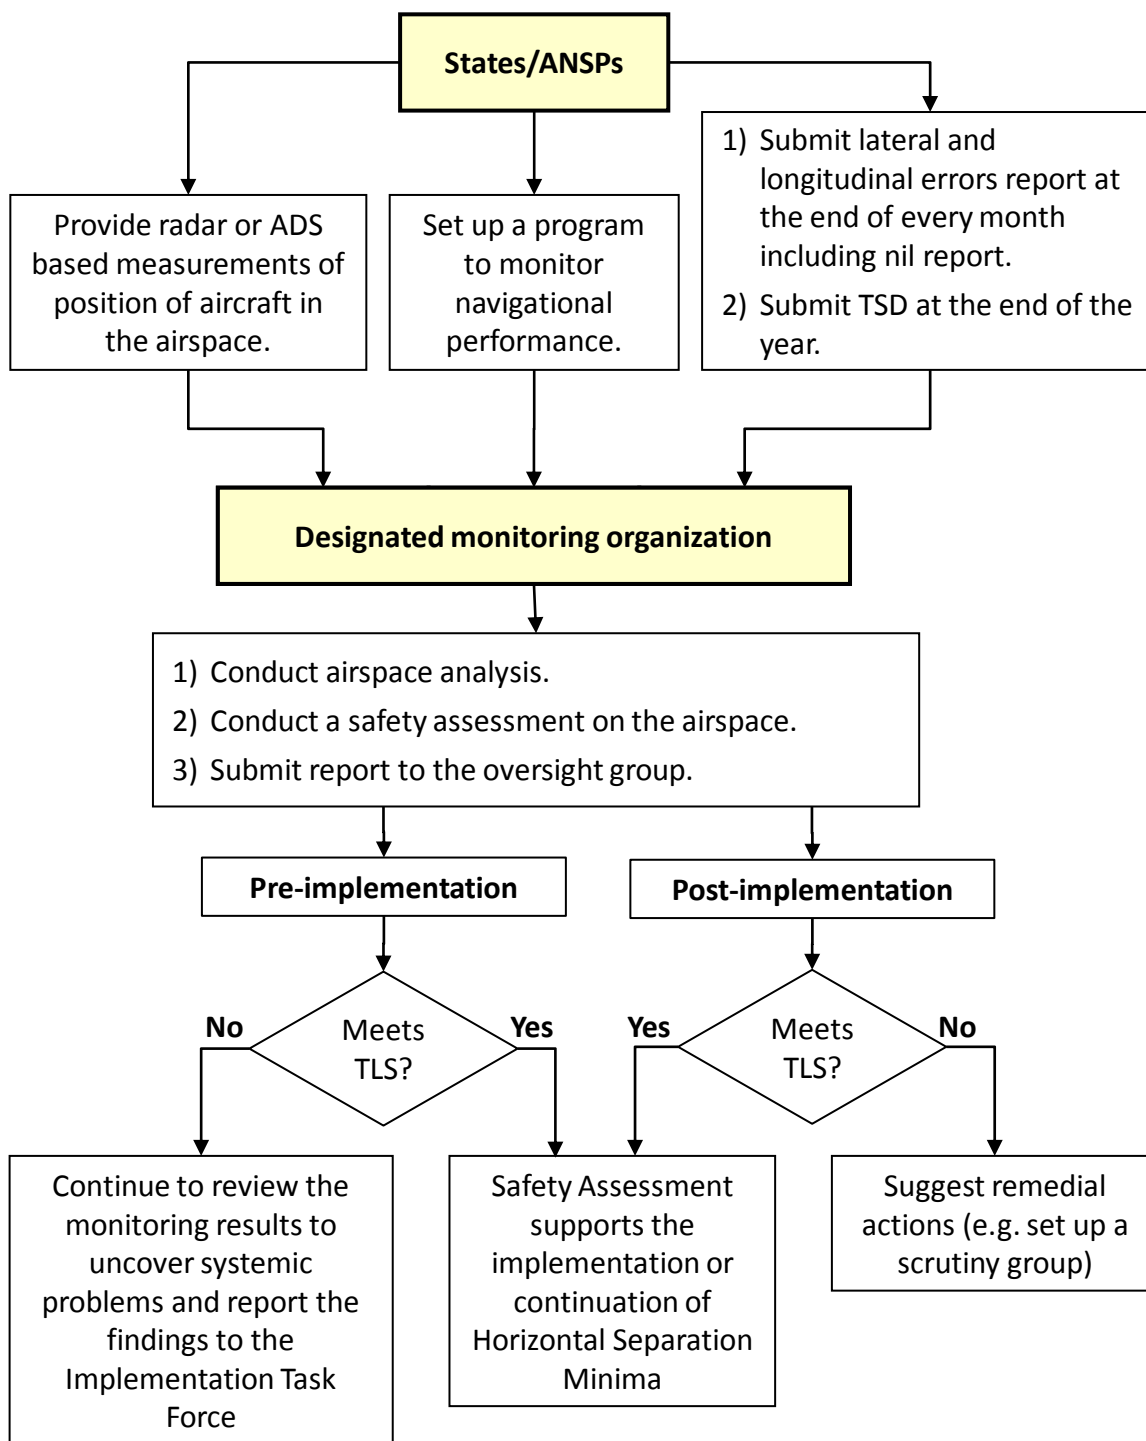 States/ANSPs
Provide radar or ADS
based measurements of
position of aircraft in
the airspace.
Set up a program
to monitor
navigational
performance.
1) Submit lateral and
longitudinal errors report at
the end of every month
including nil report.
2) Submit TSD at the end of the
year.
Designated monitoring organization
1) Conduct airspace analysis.
2) Conduct a safety assessment on the airspace.
3) Submit report to the oversight group.
Pre-implementation
Post-implementation
No
Meets
TLS?
Yes
Yes
Meets
TLS?
No
Continue to review the
monitoring results to
uncover systemic
problems and report the
findings to the
Implementation Task
Force
Safety Assessment
supports the
implementation or
continuation of
Horizontal Separation
Minima
Suggest remedial
actions (e.g. set up a
scrutiny group)